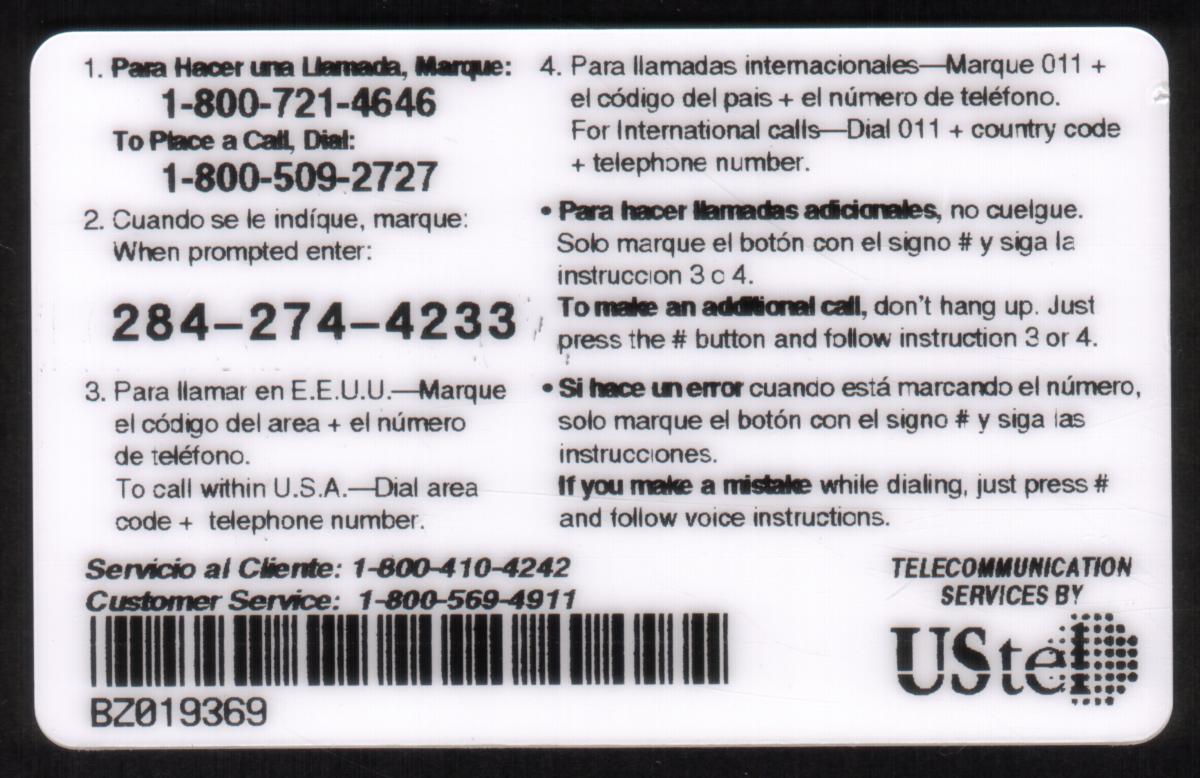 1. Para Hacer una Llamada, Marque:
1-800-721-4646
To Place a Call, Dial:
1-800-509-2727
2. Cuando se le indíque, marque:
When prompted enter:
284-274-4233
3. Para llamar en E.E.U.U.—Marque
el código del area + el número
de teléfono.
To call within U.S.A.—Dial area
code + telephone number.
4. Para llamadas internacionales—Marque 011 +
el código del pais + el número de teléfono.
For International calls—Dial 011 + country code
+ telephone number.
• Para hacer llamadas adicionales, no cuelgue.
Solo marque el botón con el signo # y siga la
instruccion 3 o 4.
To make an additional call, don't hang up. Just
press the # button and follow instruction 3 or 4.
• Si hace un error cuando está marcando el número,
solo marque el botón con el signo # y siga las
instrucciones.
If you make a mistake while dialing, just press #
and follow voice instructions.
Servicio al Cliente: 1-800-410-4242
Customer Service: 1-800-569-4911
BZ019369
TELECOMMUNICATION
SERVICES BY
UStel